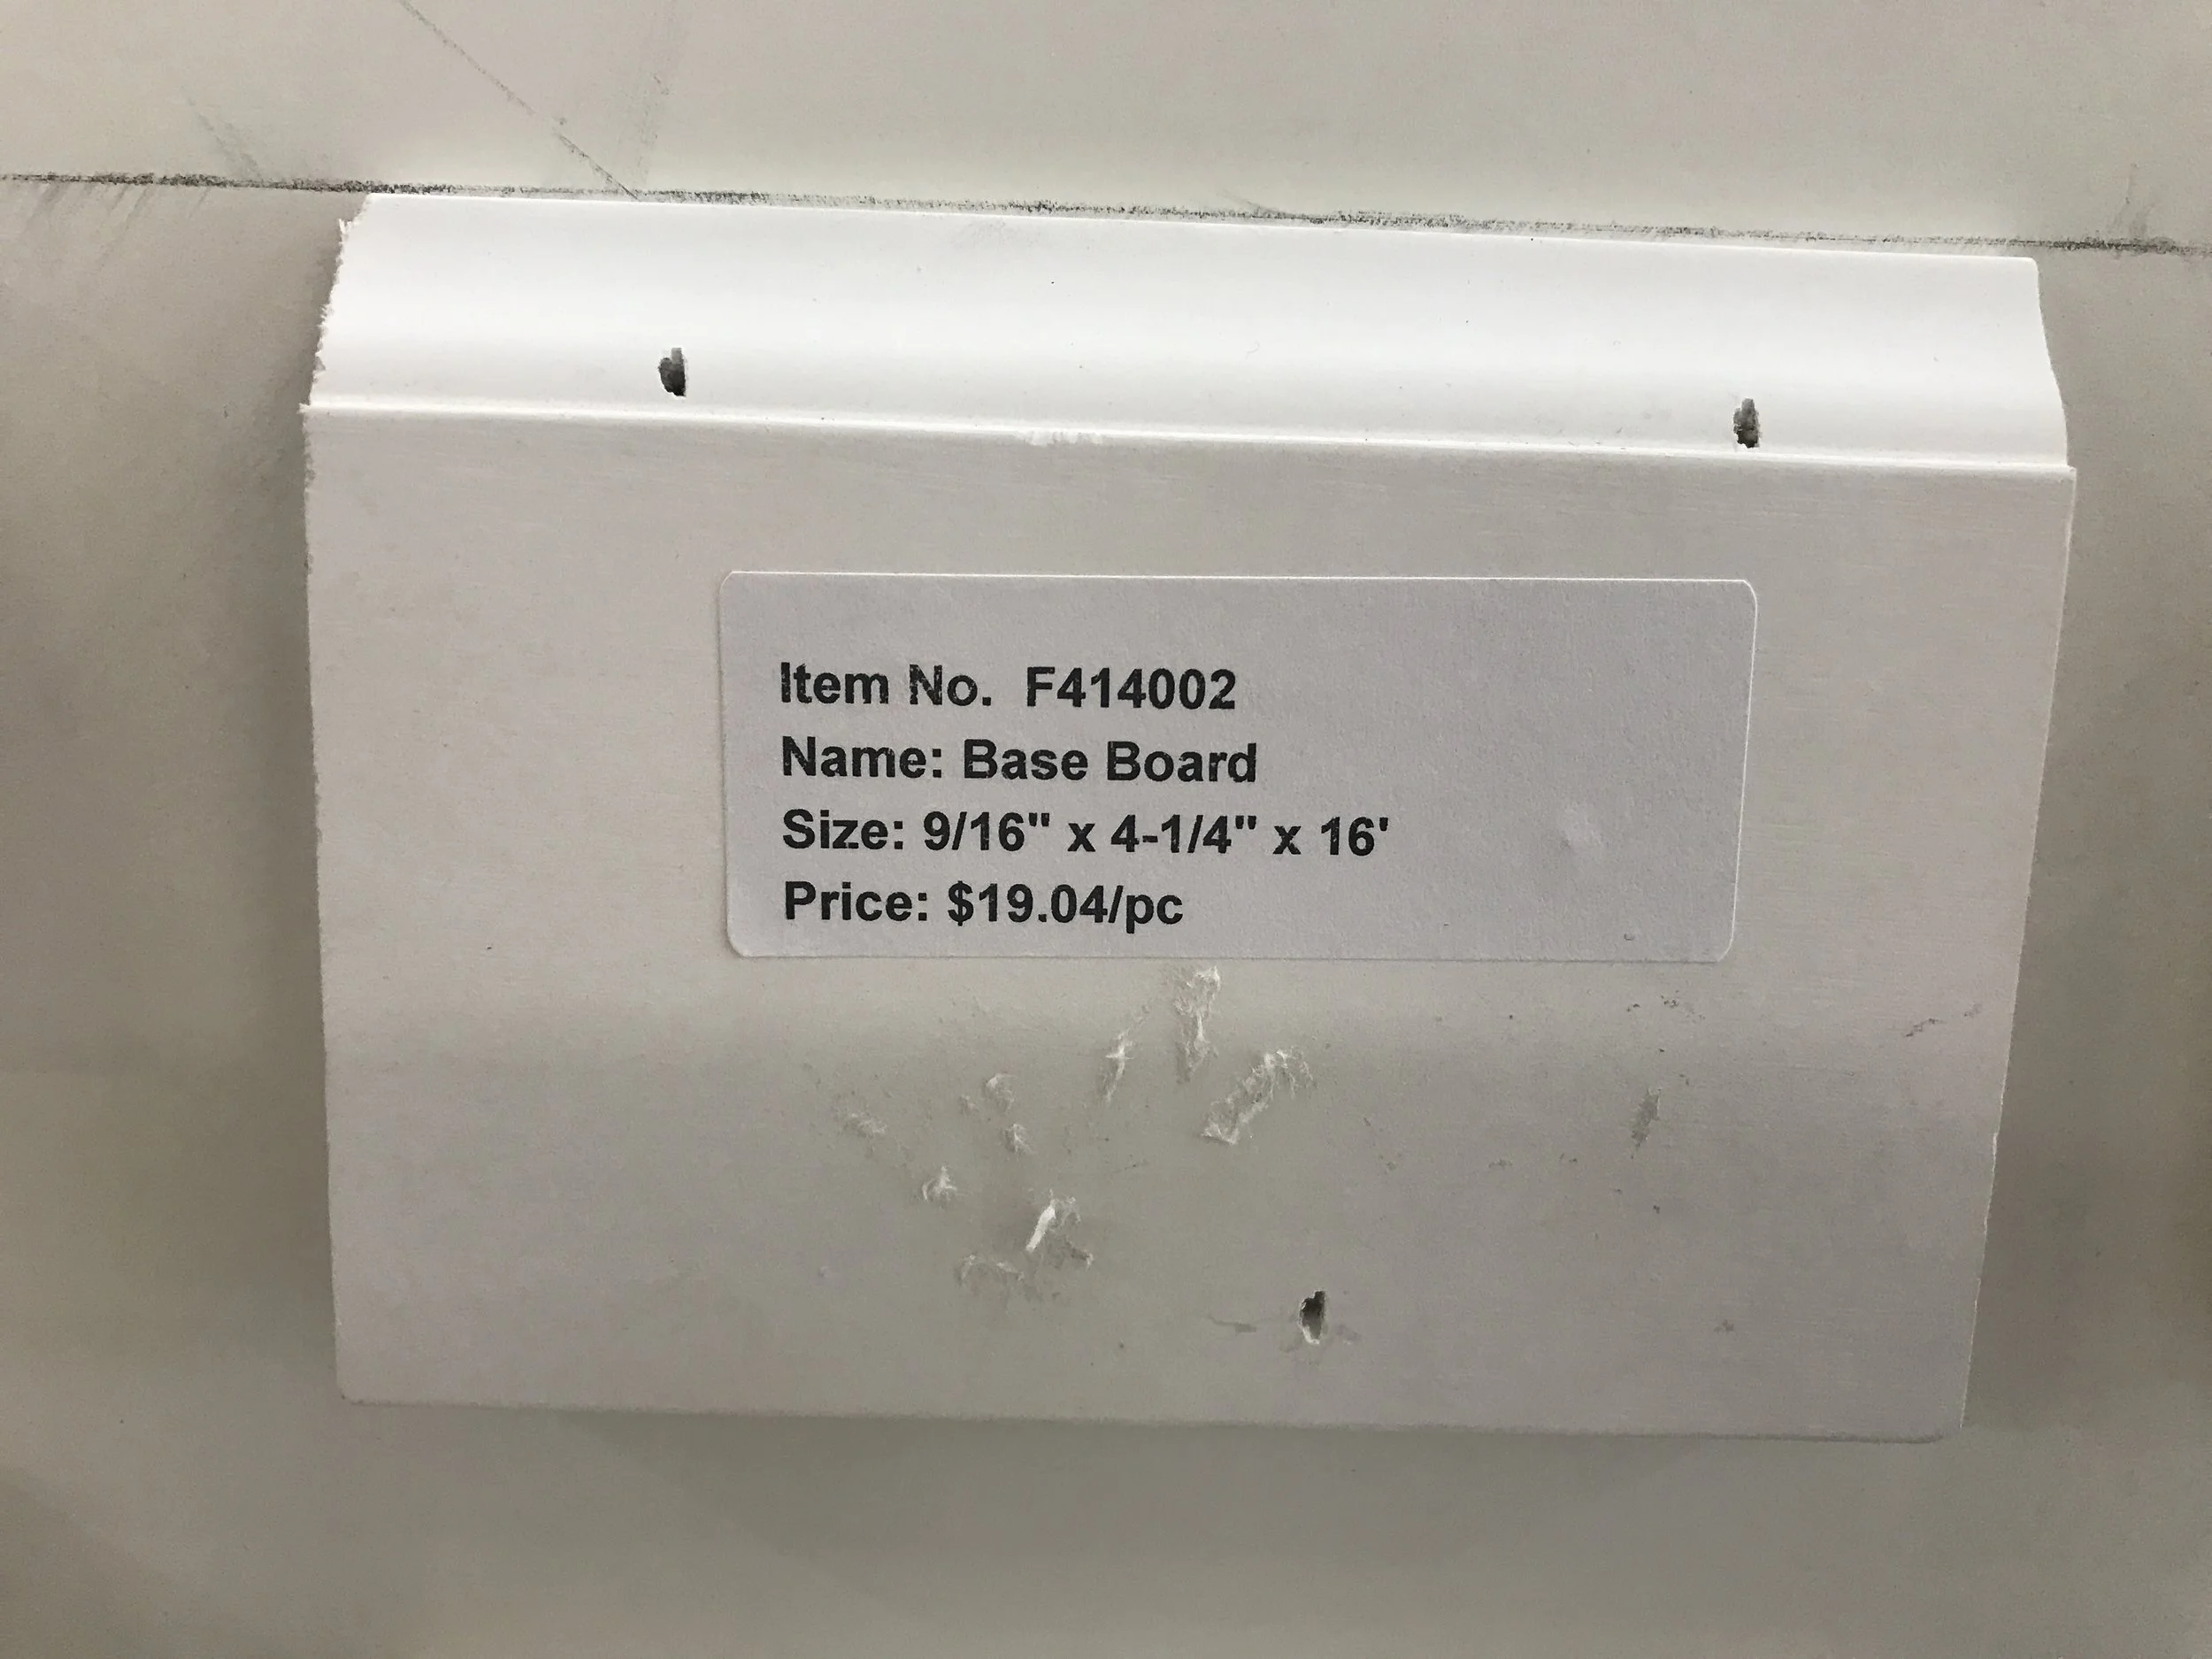 Item No. F414002
Name: Base Board
Size: 9/16" x 4-1/4" x 16'
Price: $19.04/pc